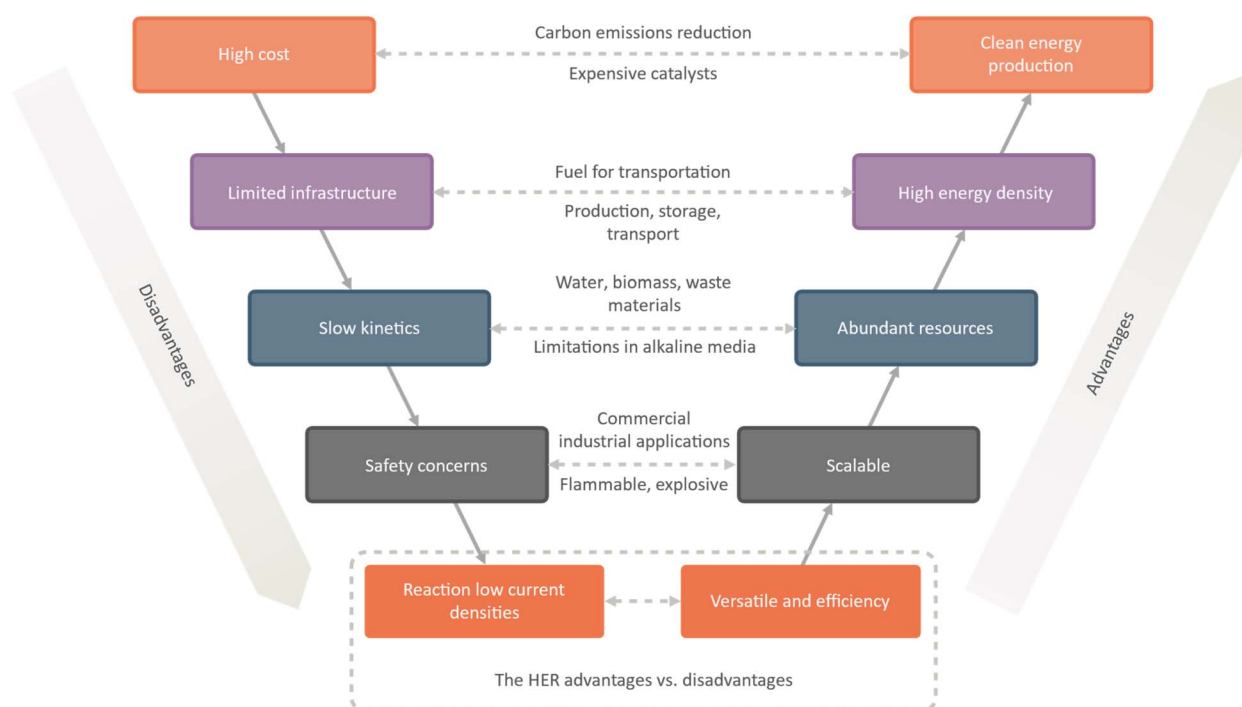 Carbon emissions reduction
High cost
Clean energy
production
Expensive catalysts
Limited infrastructure
Fuel for transportation
High energy density
Production, storage,
transport
Disadvantages
Advantages
Water, biomass, waste
materials
Slow kinetics
Abundant resources
Limitations in alkaline media
Commercial
industrial applications
Safety concerns
Scalable
Flammable, explosive
Reaction low current
densities
Versatile and efficiency
The HER advantages vs. disadvantages